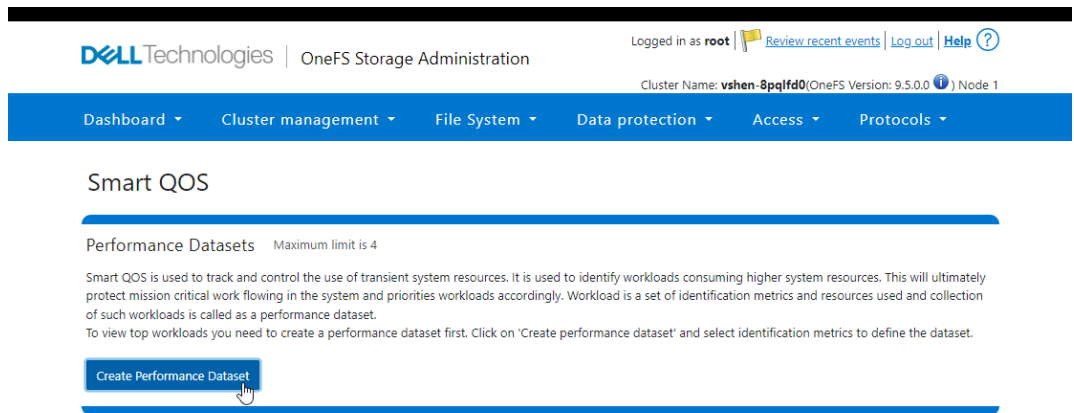 DELL Technologies | OneFS Storage Administration
Logged in as root | Review recent events | Log out | Help ?
Cluster Name: vshen-8pqlfd0(OneFS Version: 9.5.0.0 i ) Node 1
Dashboard Cluster management File System Data protection Access Protocols
Smart QOS
Performance Datasets Maximum limit is 4
Smart QOS is used to track and control the use of transient system resources. It is used to identify workloads consuming higher system resources. This will ultimately
protect mission critical work flowing in the system and priorities workloads accordingly. Workload is a set of identification metrics and resources used and collection
of such workloads is called as a performance dataset.
To view top workloads you need to create a performance dataset first. Click on 'Create performance dataset' and select identification metrics to define the dataset.
Create Performance Dataset